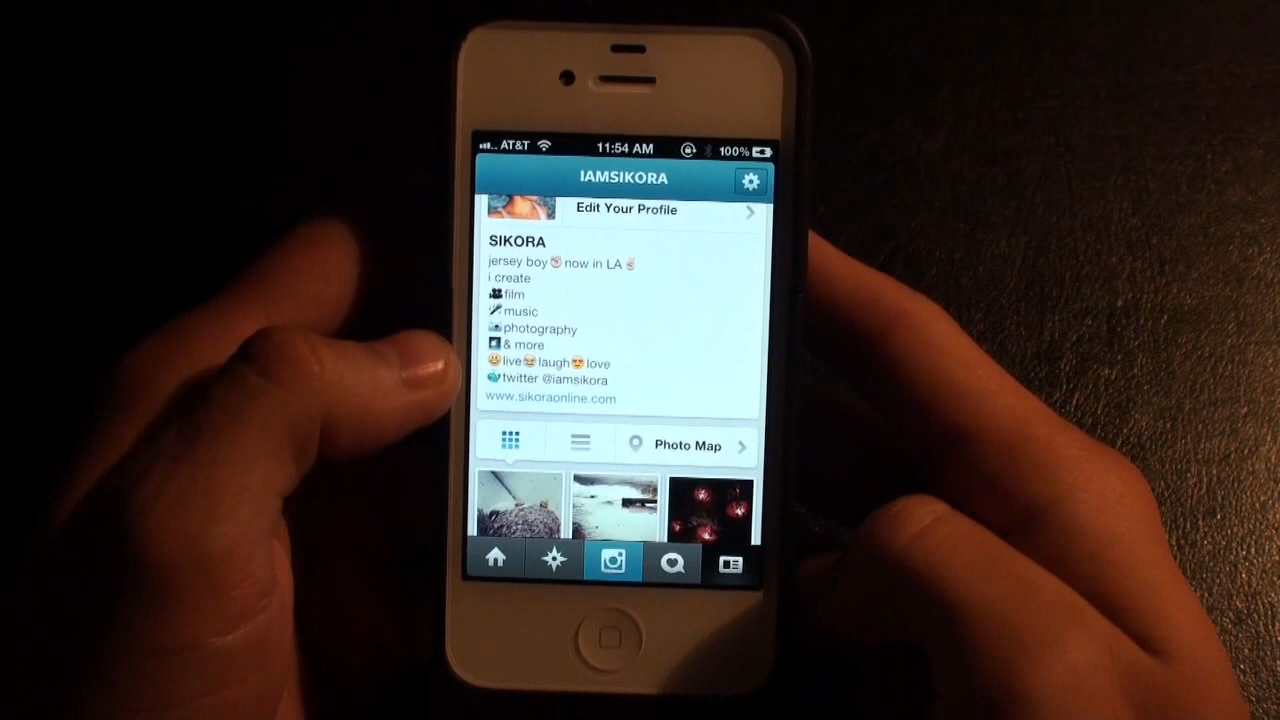 AT&T 11:54 AM 100%
IAMSIKORA
Edit Your Profile
SIKORA
jersey boy✊now in LA✌
i create
🎥film
🎤music
📷photography
🌠& more
😃live😂laugh😍love
🐳twitter @iamsikora
www.sikoraonline.com
Photo Map